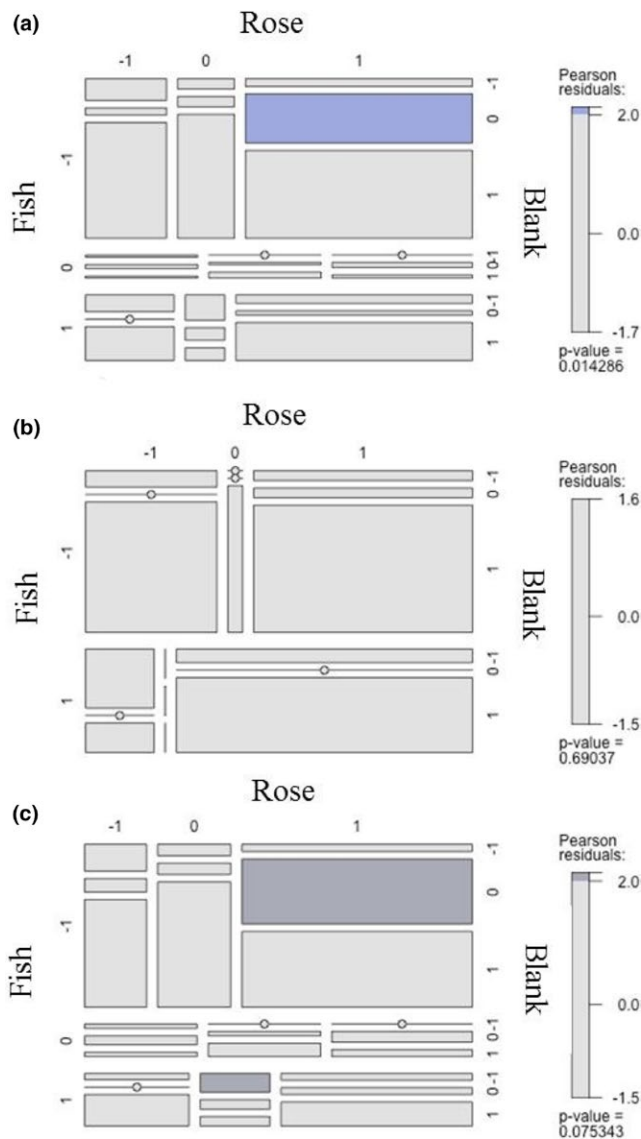 (a)
Rose
-1 0 1
Fish
-1
0
1
-1
0
1
-1
0
1
0-1
1
Blank
Pearson
residuals:
2.0
0.0
-1.7
p-value =
0.014286
(b)
Rose
-1 0 1
Fish
-1
1
0-1
1
0-1
1
Blank
Pearson
residuals:
1.6
0.0
-1.5
p-value =
0.69037
(c)
Rose
-1 0 1
Fish
-1
0
1
-1
0
1
0-1
1
0-1
1
Blank
Pearson
residuals:
2.0
0.0
-1.5
p-value =
0.075343